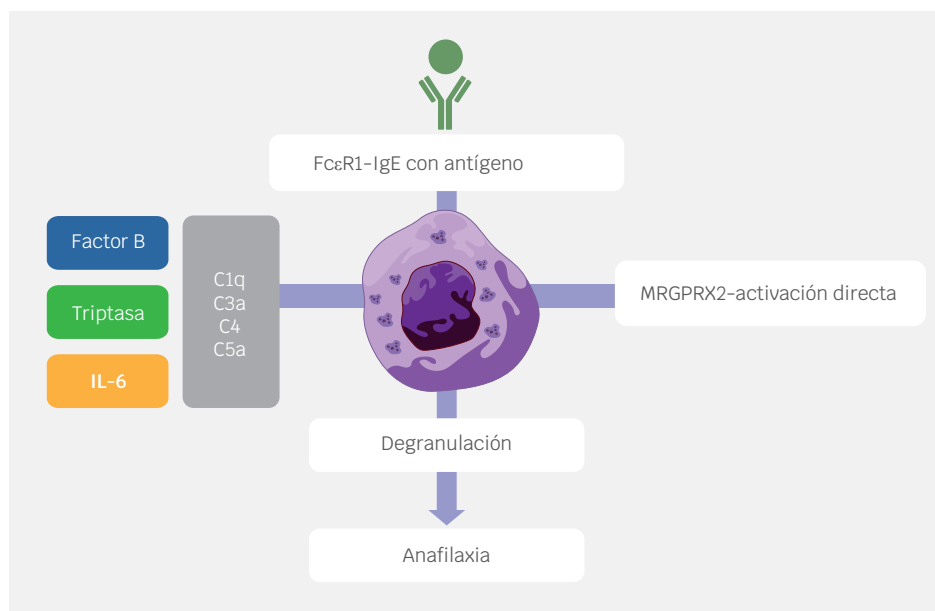 FcεR1-IgE con antígeno
Factor B
Triptasa
IL-6
C1q
C3a
C4
C5a
MRGPRX2-activación directa
Degranulación
Anafilaxia